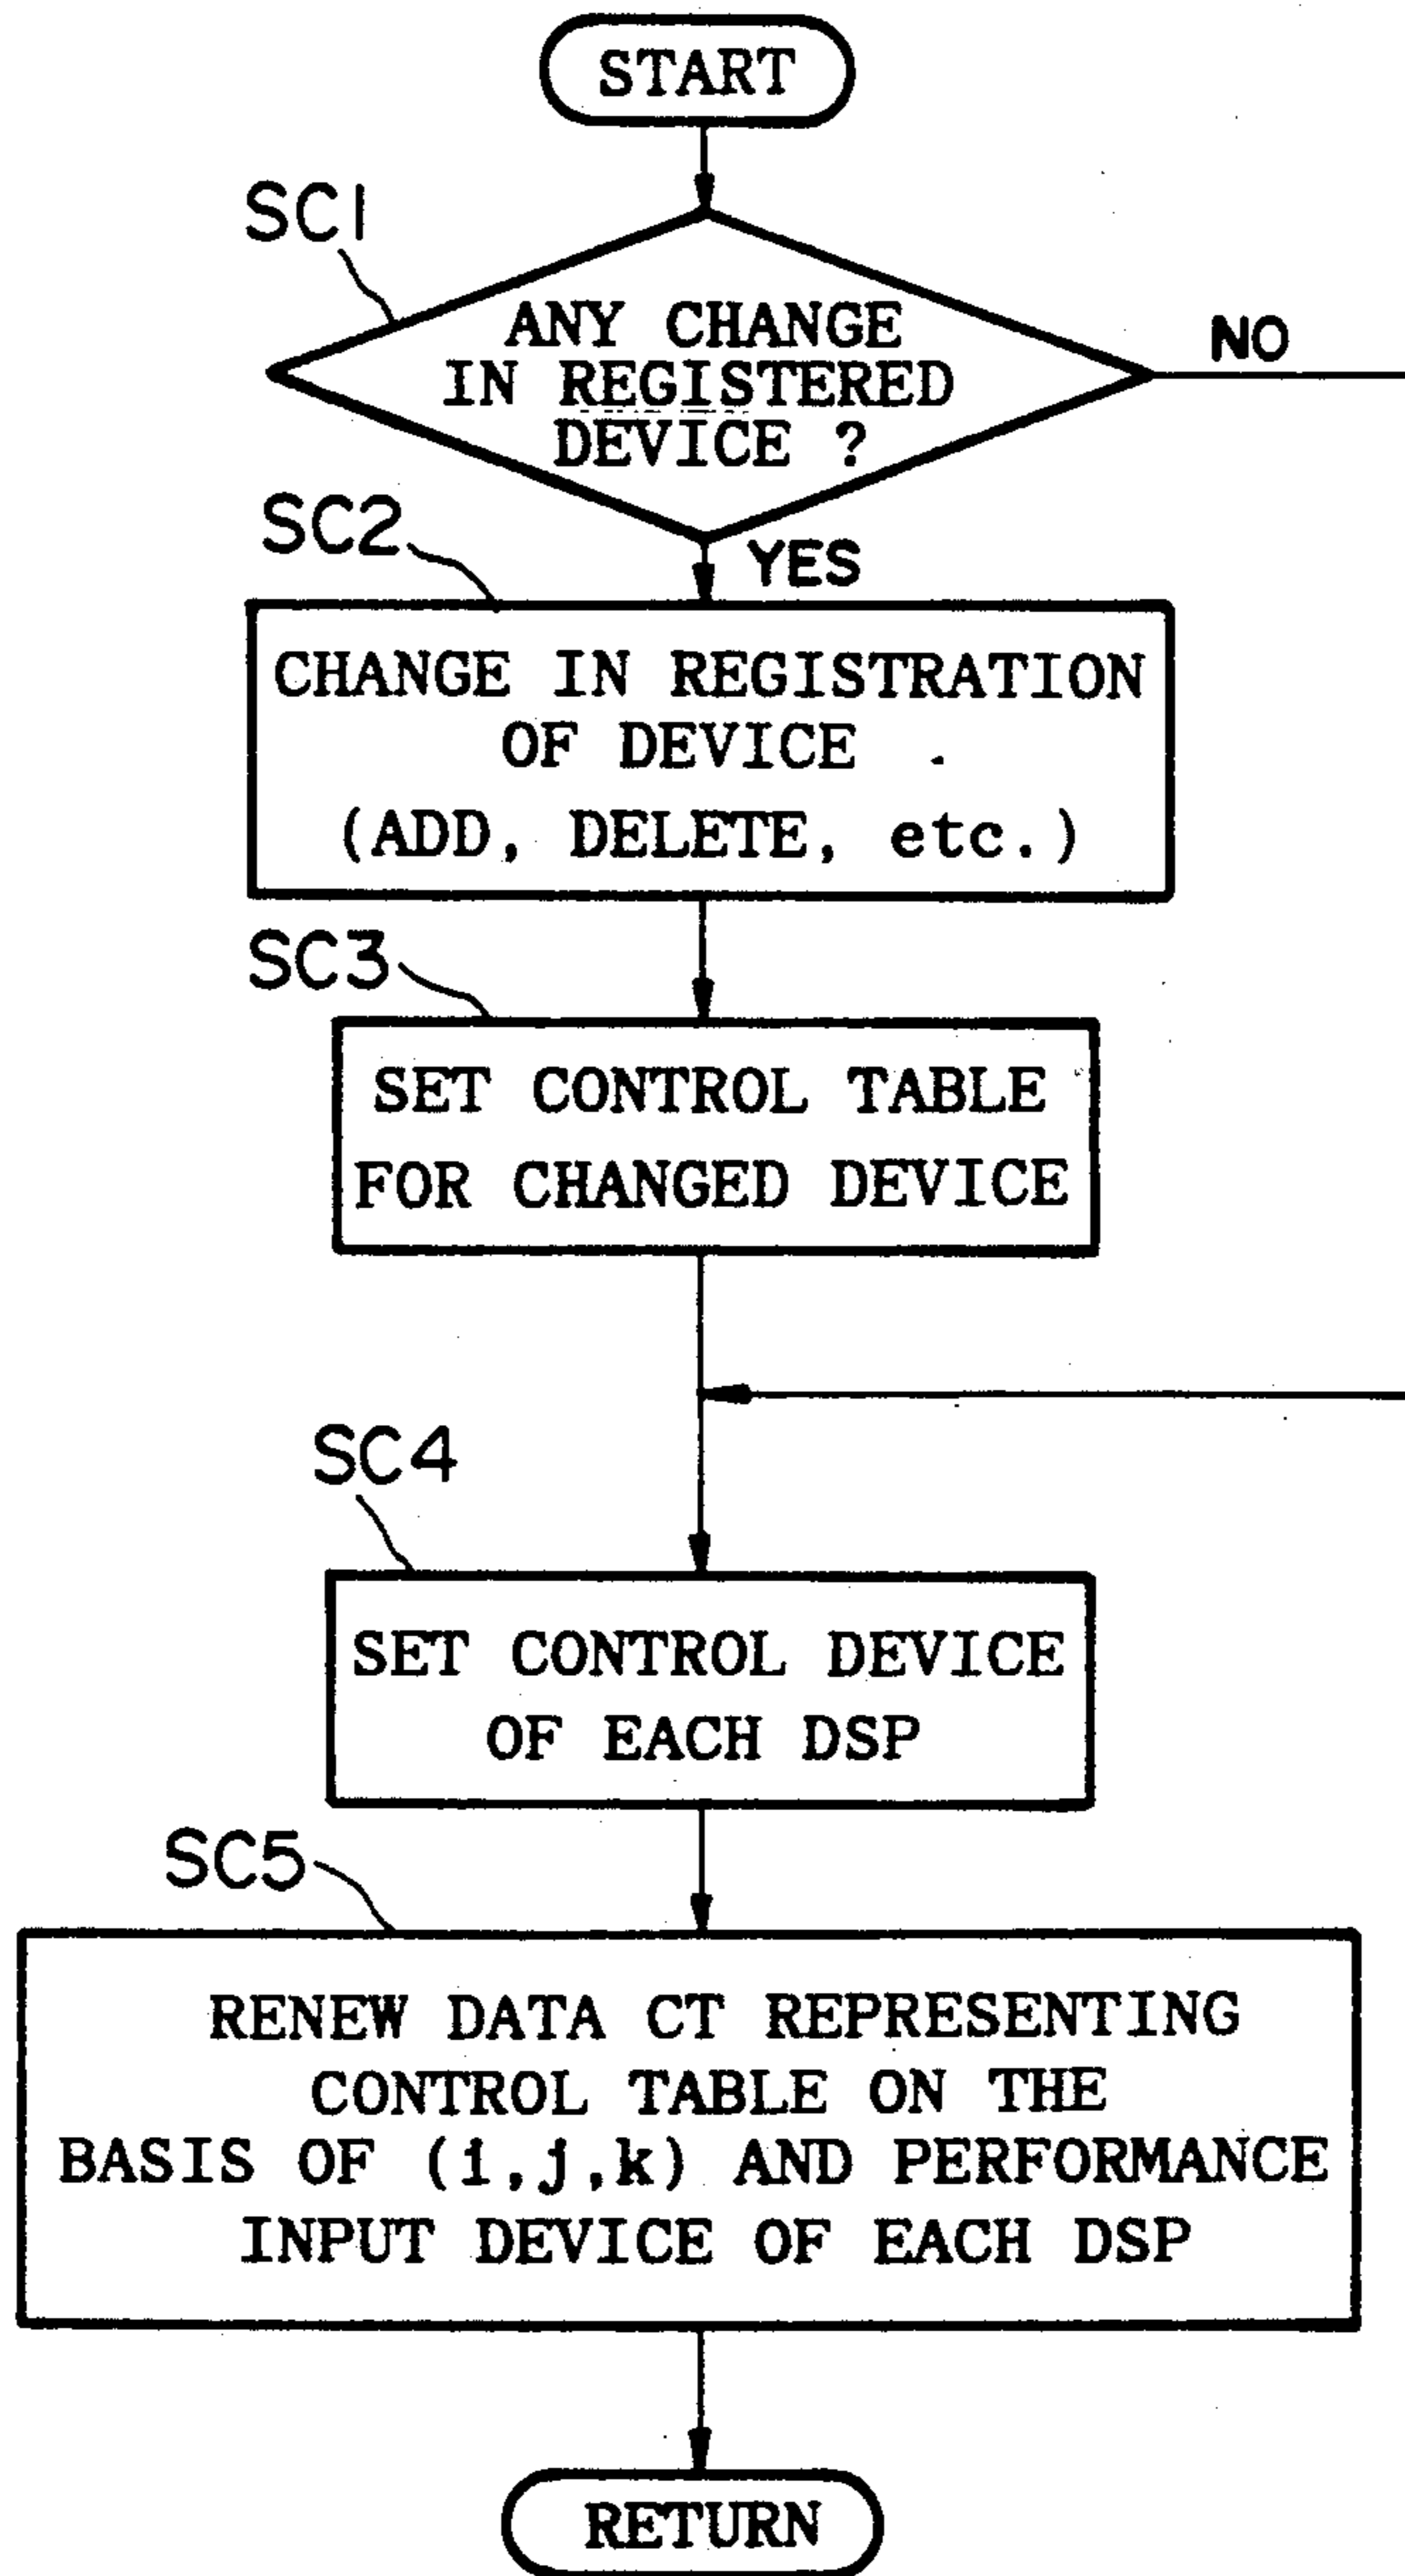 START
SC1
ANY CHANGE
IN REGISTERED
DEVICE ?
NO
YES
SC2
CHANGE IN REGISTRATION
OF DEVICE
(ADD, DELETE, etc.)
SC3
SET CONTROL TABLE
FOR CHANGED DEVICE
SC4
SET CONTROL DEVICE
OF EACH DSP
SC5
RENEW DATA CT REPRESENTING
CONTROL TABLE ON THE
BASIS OF (i,j,k) AND PERFORMANCE
INPUT DEVICE OF EACH DSP
RETURN